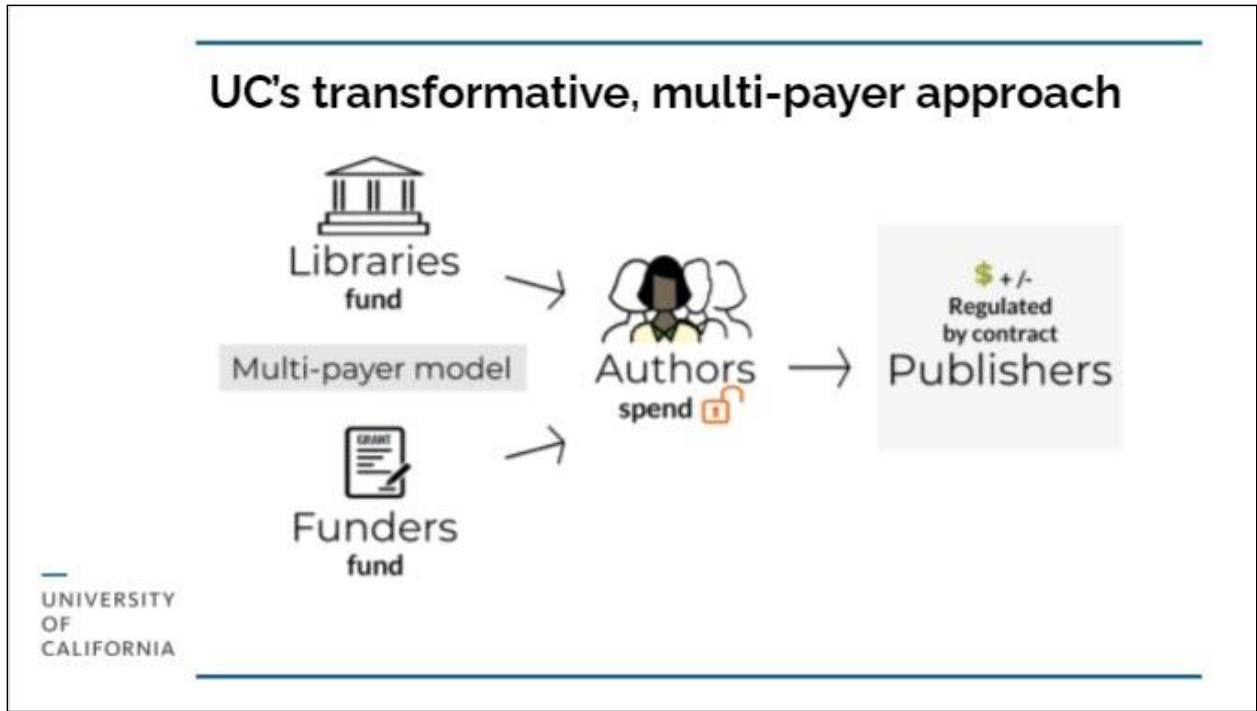 UC's transformative, multi-payer approach
Libraries
fund
Multi-payer model
GRANT
Funders
fund
Authors
spend
$ + /-
Regulated
by contract
Publishers
UNIVERSITY
OF
CALIFORNIA